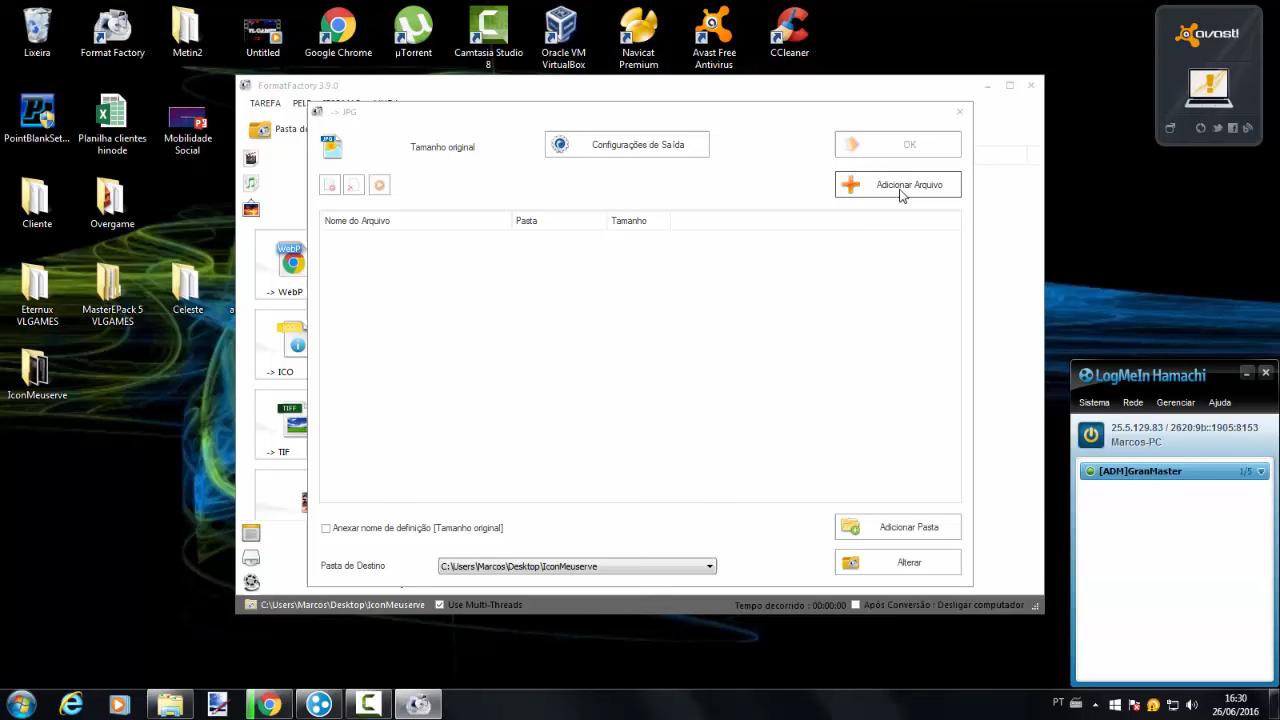 Lixeira
Format Factory
Metin2
Untitled
Google Chrome
µTorrent
Camtasia Studio
8
Oracle VM
VirtualBox
Navicat
Premium
Avast Free
Antivirus
CCleaner
avast!
PointBlankSet...
Planilha clientes
hinode
Mobilidade
Social
Cliente
Overgame
Eternux
VLGAMES
MasterEPack 5
VLGAMES
Celeste
IconMeuserve
FormatFactory 3.9.0
TAREFA
Pasta de
WebP
-> WebP
ICO
-> ICO
TIFF
-> TIF
-> JPG
JPG
Tamanho original
Configurações de Saída
OK
Adicionar Arquivo
Nome do Arquivo
Pasta
Tamanho
Anexar nome de definição [Tamanho original]
Adicionar Pasta
Pasta de Destino
C:\Users\Marcos\Desktop\IconMeuserve
Alterar
C:\Users\Marcos\Desktop\IconMeuserve
Use Multi-Threads
Tempo decorrido : 00:00:00
Após Conversão : Desligar computador
LogMeIn Hamachi
Sistema
Rede
Gerenciar
Ajuda
25.5.129.83 / 2620:9b::1905:8153
Marcos-PC
[ADM]GranMaster
1/5
PT
16:30
26/06/2016